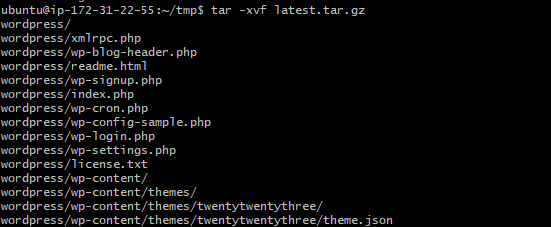 ubuntu@ip-172-31-22-55:~/tmp$ tar -xvf latest.tar.gz
wordpress/
wordpress/xmlrpc.php
wordpress/wp-blog-header.php
wordpress/readme.html
wordpress/wp-signup.php
wordpress/index.php
wordpress/wp-cron.php
wordpress/wp-config-sample.php
wordpress/wp-login.php
wordpress/wp-settings.php
wordpress/license.txt
wordpress/wp-content/
wordpress/wp-content/themes/
wordpress/wp-content/themes/twentytwentythree/
wordpress/wp-content/themes/twentytwentythree/theme.json